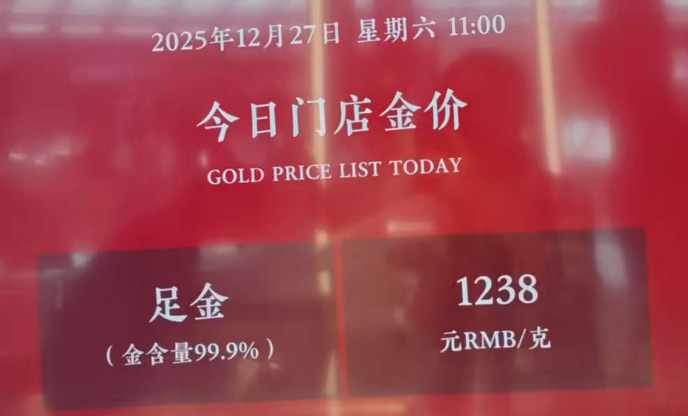 2025年12月27日 星期六 11:00
今日门店金价
GOLD PRICE LIST TODAY
足金
（金含量99.9%）
1238
元RMB/克